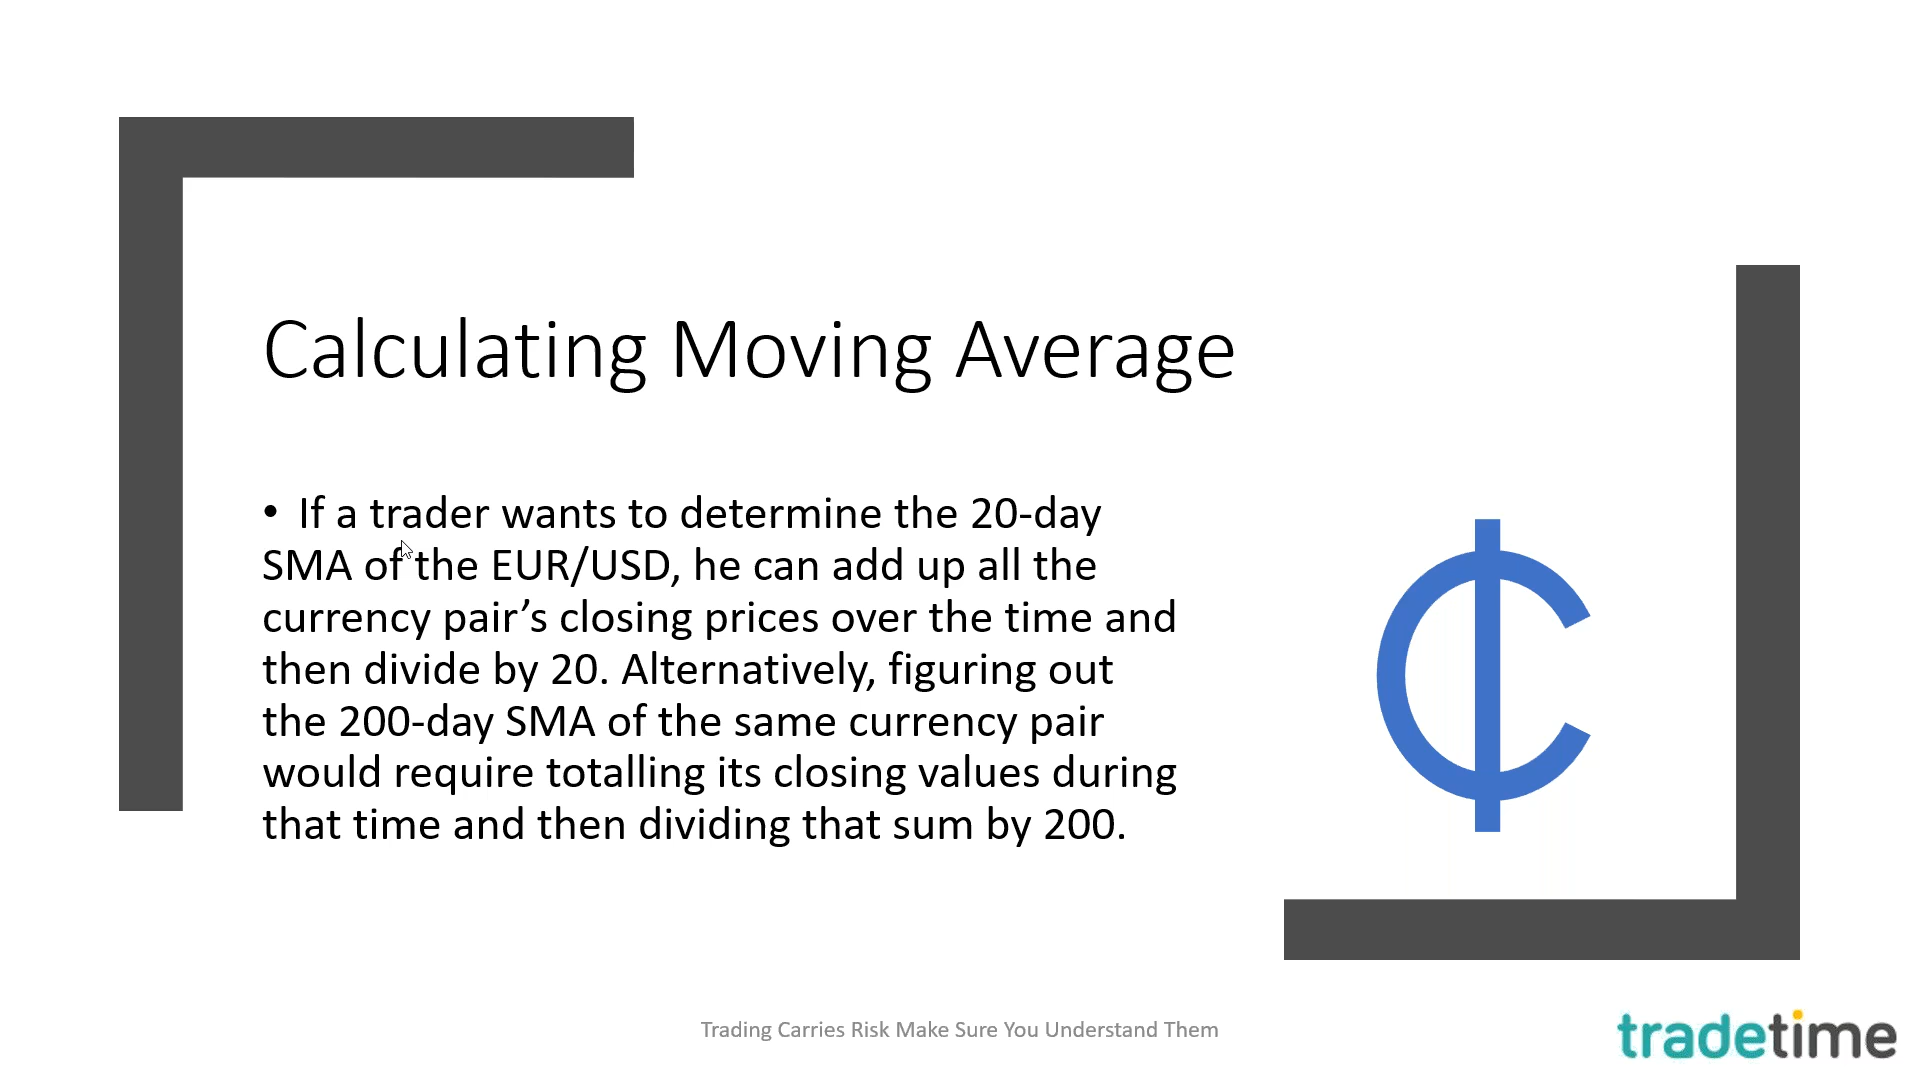 Calculating Moving Average
• If a trader wants to determine the 20-day
SMA of the EUR/USD, he can add up all the
currency pair’s closing prices over the time and
then divide by 20. Alternatively, figuring out
the 200-day SMA of the same currency pair
would require totalling its closing values during
that time and then dividing that sum by 200.
Trading Carries Risk Make Sure You Understand Them
tradetime